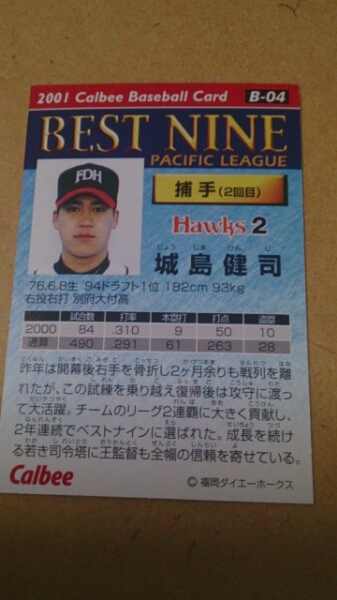 2001 Calbee Baseball Card B-04
BEST NINE
PACIFIC LEAGUE
FDH
捕手(2回目)
Hawks 2
じょう じま けん じ
城島健司
'76.6.8生 '94ドラフト1位 182cm 93kg
右投右打 別府大付高
試合数 打率 本塁打 打点 盗塁
2000 84 .310 9 50 10
通算 490 .291 61 263 28
昨年は開幕後右手を骨折し2ヶ月余りも戦列を離
れたが、この試練を乗り越え復帰後は攻守に渡っ
て大活躍。チームのリーグ2連覇に大きく貢献し、
2年連続でベストナインに選ばれた。成長を続け
る若き司令塔に王監督も全幅の信頼を寄せている。
Calbee
©福岡ダイエーホークス